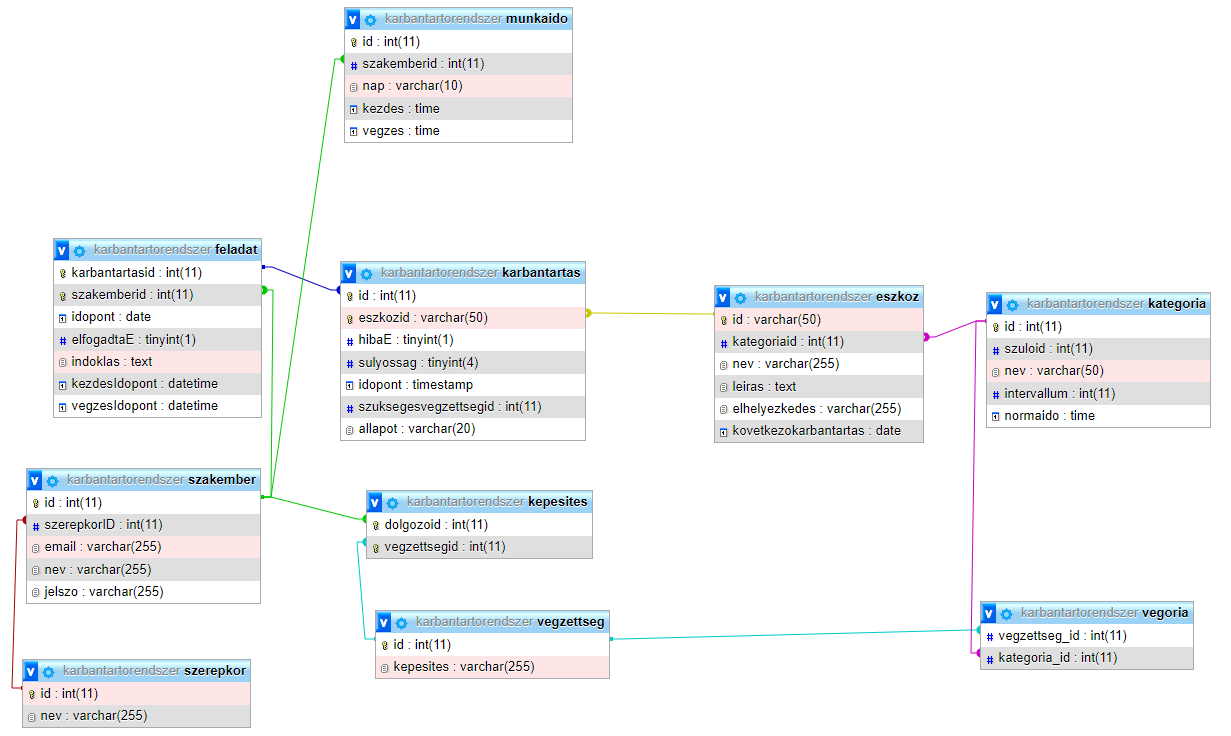 karbantartorendszer munkaido
id : int(11)
szakemberid : int(11)
nap : varchar(10)
kezdes : time
vegzes : time
karbantartorendszer feladat
karbantartasid : int(11)
szakemberid : int(11)
idopont : date
elfogadtaE : tinyint(1)
indoklas : text
kezdesIdopont : datetime
vegzesIdopont : datetime
karbantartorendszer karbantartas
id : int(11)
eszkozid : varchar(50)
hibaE : tinyint(1)
sulyossag : tinyint(4)
idopont : timestamp
szuksegesvegzettsegid : int(11)
allapot : varchar(20)
karbantartorendszer eszkoz
id : varchar(50)
kategoriaid : int(11)
nev : varchar(255)
leiras : text
elhelyezkedes : varchar(255)
kovetkezokarbantartas : date
karbantartorendszer kategoria
id : int(11)
szuloid : int(11)
nev : varchar(50)
intervallum : int(11)
normaido : time
karbantartorendszer szakember
id : int(11)
szerepkorID : int(11)
email : varchar(255)
nev : varchar(255)
jelszo : varchar(255)
karbantartorendszer kepesites
dolgozoid : int(11)
vegzettsegid : int(11)
karbantartorendszer vegzettseg
id : int(11)
kepesites : varchar(255)
karbantartorendszer vegoria
vegzettseg_id : int(11)
kategoria_id : int(11)
karbantartorendszer szerepkor
id : int(11)
nev : varchar(255)